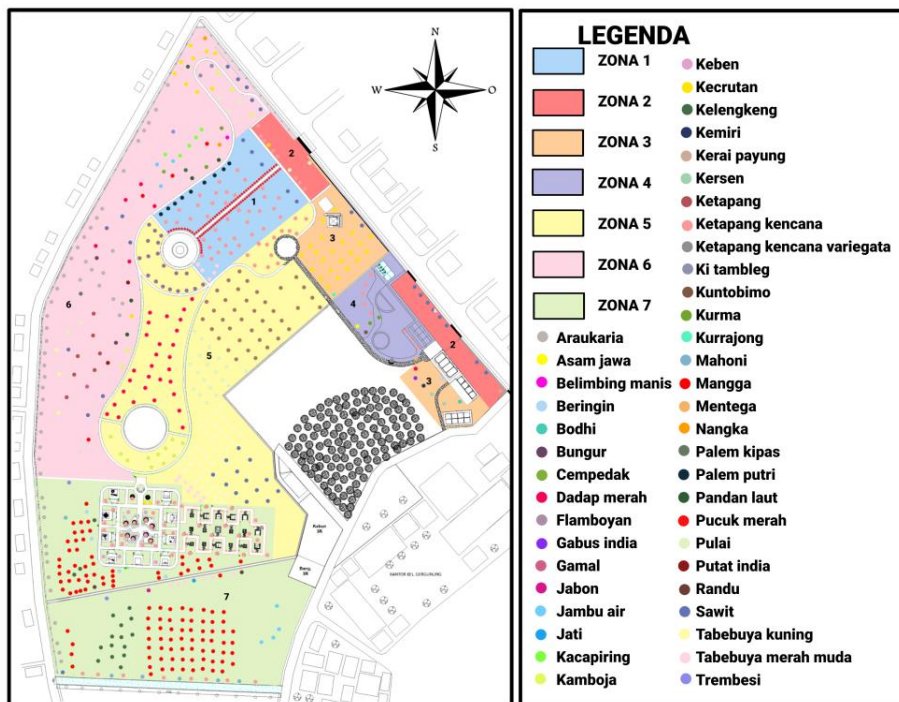 N
W
O
S
2
1
3
4
6
5
2
3
7
LEGENDA
ZONA 1
ZONA 2
ZONA 3
ZONA 4
ZONA 5
ZONA 6
ZONA 7
Araukaria
Asam jawa
Belimbing manis
Beringin
Bodhi
Bungur
Cempedak
Dadap merah
Flamboyan
Gabus india
Gamal
Jabon
Jambu air
Jati
Kacapiring
Kamboja
Keben
Kecrutan
Kelengkeng
Kemiri
Kerai payung
Kersen
Ketapang
Ketapang kencana
Ketapang kencana variegata
Ki tambleg
Kuntobimo
Kurma
Kurrajong
Mahoni
Mangga
Mentega
Nangka
Palem kipas
Palem putri
Pandan laut
Pucuk merah
Pulai
Putat india
Randu
Sawit
Tabebuya kuning
Tabebuya merah muda
Trembesi